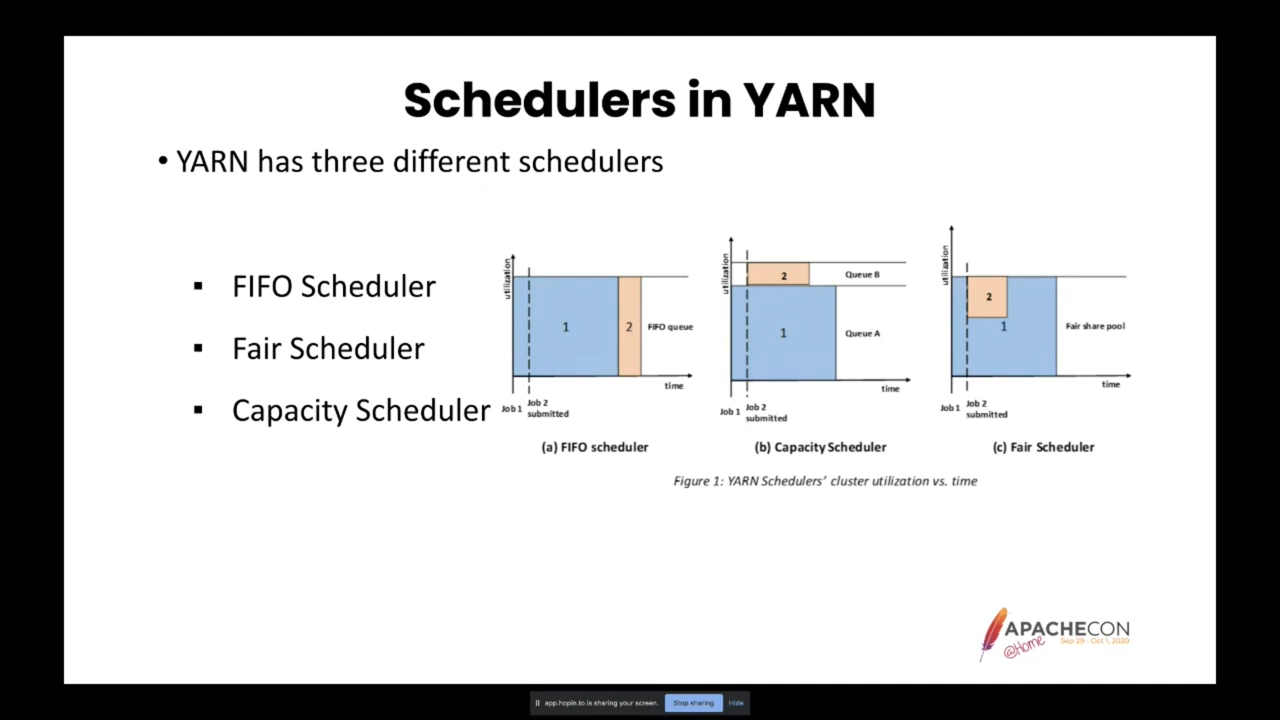 Schedulers in YARN
• YARN has three different schedulers
▪ FIFO Scheduler
▪ Fair Scheduler
▪ Capacity Scheduler
utilization
1
2
FIFO queue
time
Job 1
Job 2
submitted
(a) FIFO scheduler
utilization
2
Queue B
1
Queue A
time
Job 1
Job 2
submitted
(b) Capacity Scheduler
utilization
2
1
Fair share pool
time
Job 1
Job 2
submitted
(c) Fair Scheduler
Figure 1: YARN Schedulers’ cluster utilization vs. time
APACHECON
@Home
Sep 29 - Oct 1, 2020
app.hopin.to is sharing your screen.
Stop sharing
Hide